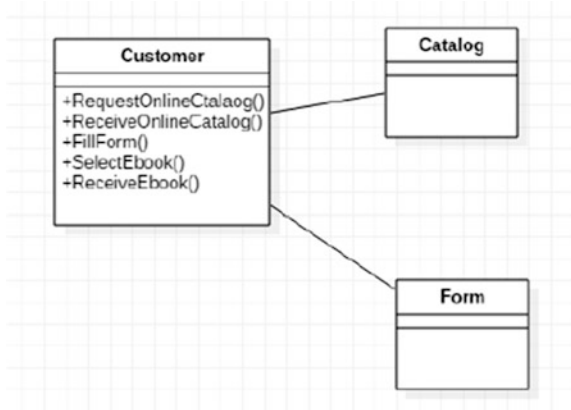 Customer
+RequestOnlineCtalaog()
+ReceiveOnlineCatalog()
+FillForm()
+SelectEbook()
+ReceiveEbook()
Catalog
Form